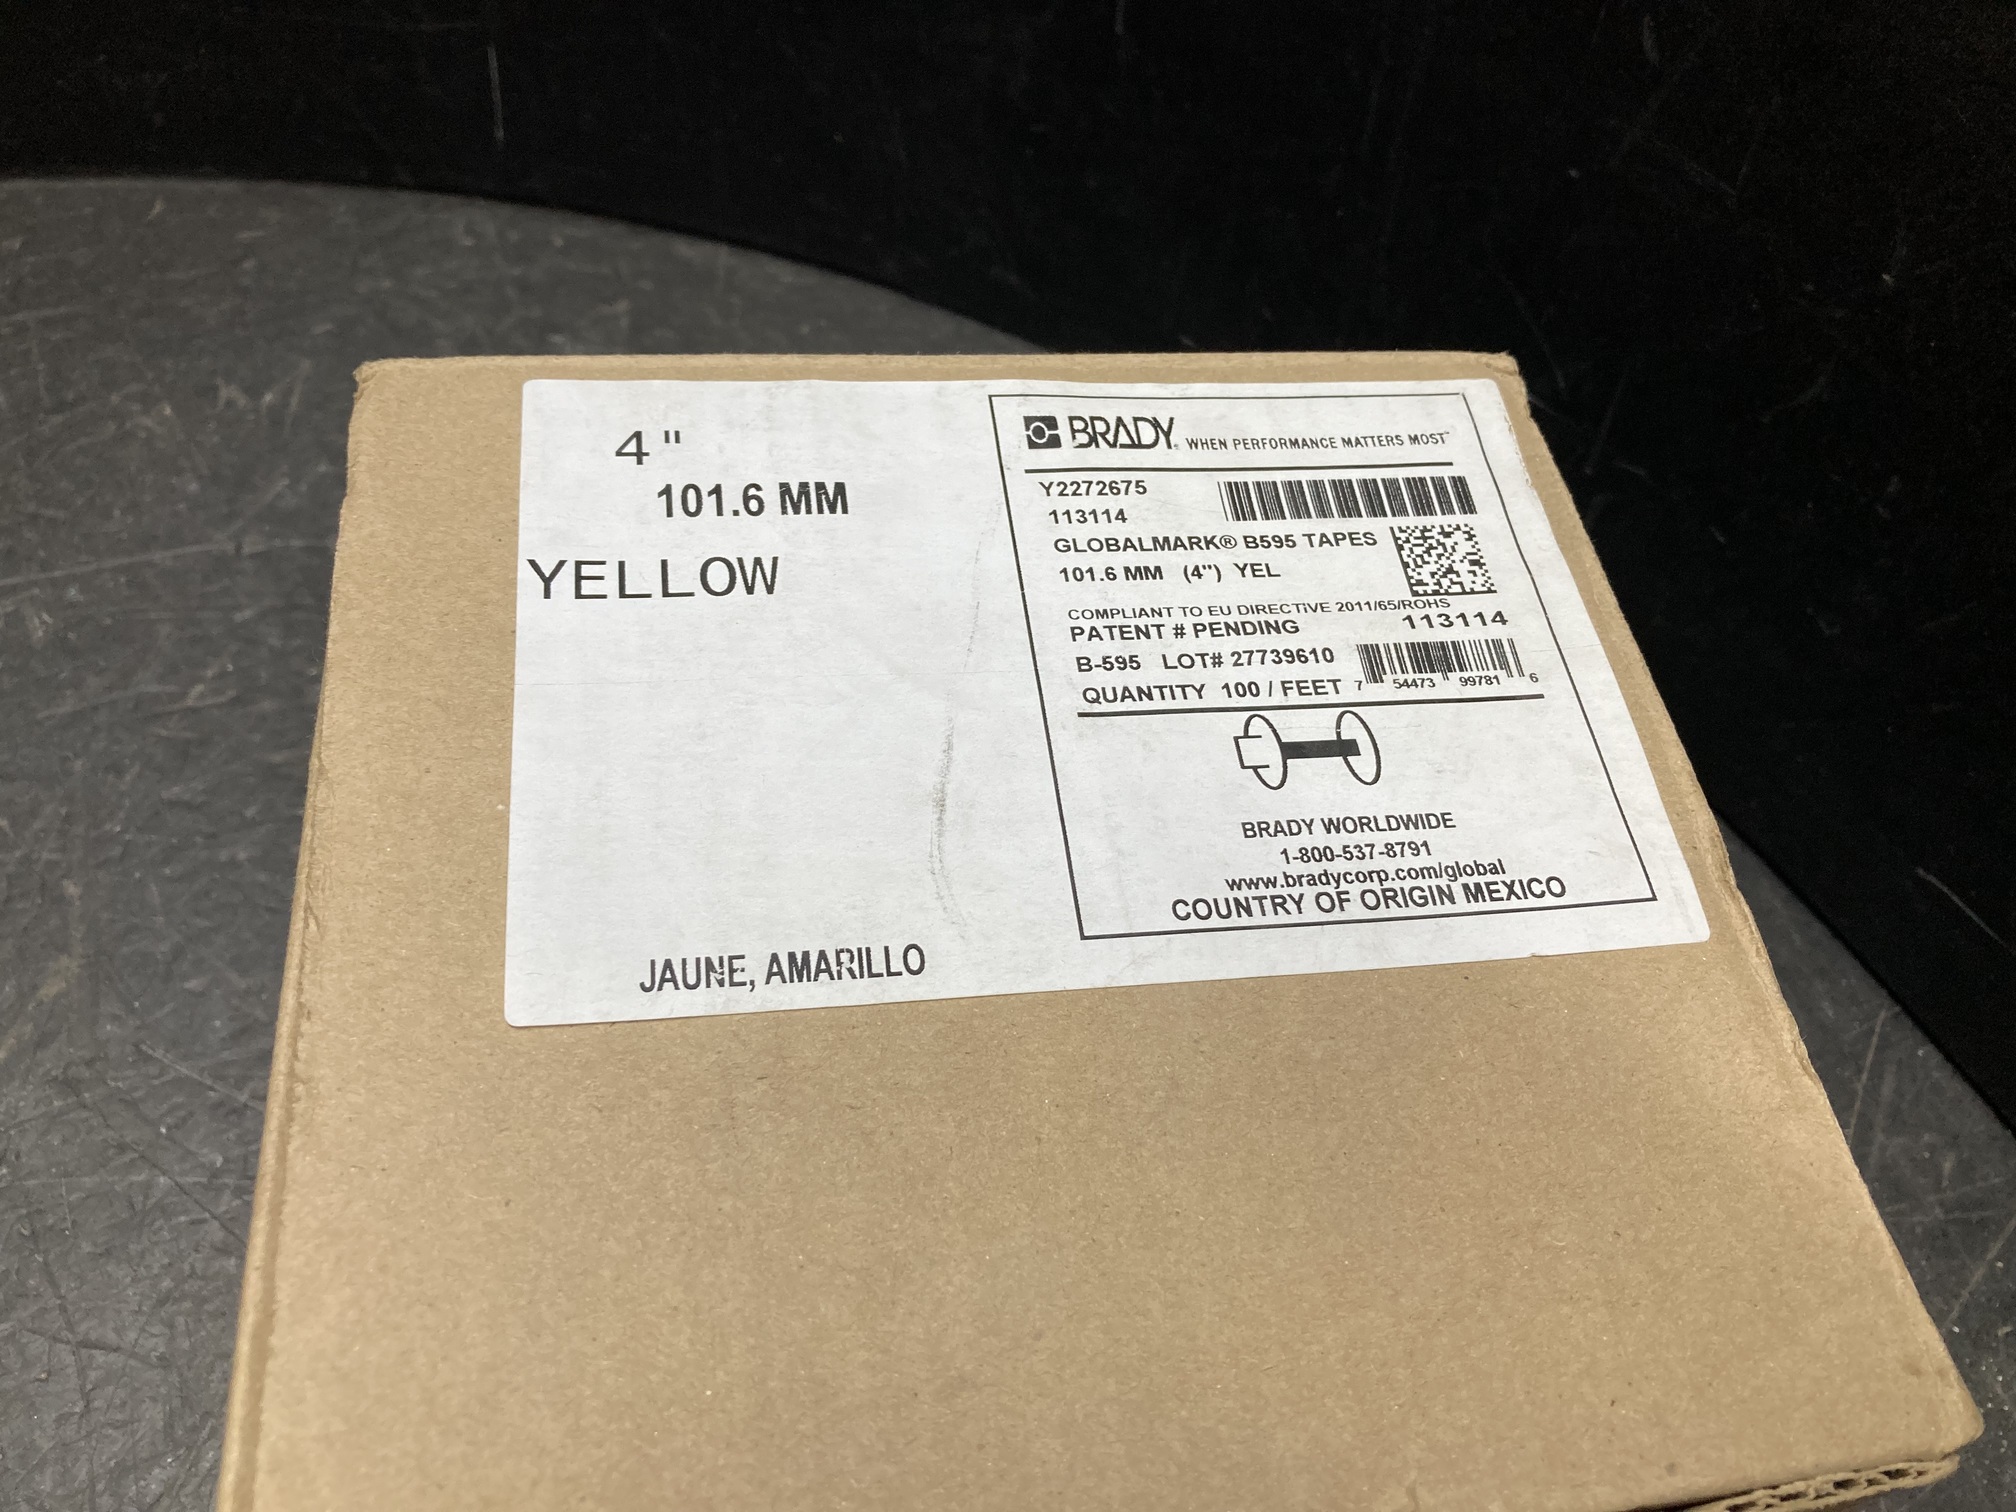 4"
101.6 MM
YELLOW
JAUNE, AMARILLO
BRADY® WHEN PERFORMANCE MATTERS MOST™
Y2272675
113114
GLOBALMARK® B595 TAPES
101.6 MM (4") YEL
COMPLIANT TO EU DIRECTIVE 2011/65/ROHS
PATENT # PENDING 113114
B-595 LOT# 27739610
QUANTITY 100 / FEET 7 54473 99781 6
BRADY WORLDWIDE
1-800-537-8791
www.bradycorp.com/global
COUNTRY OF ORIGIN MEXICO